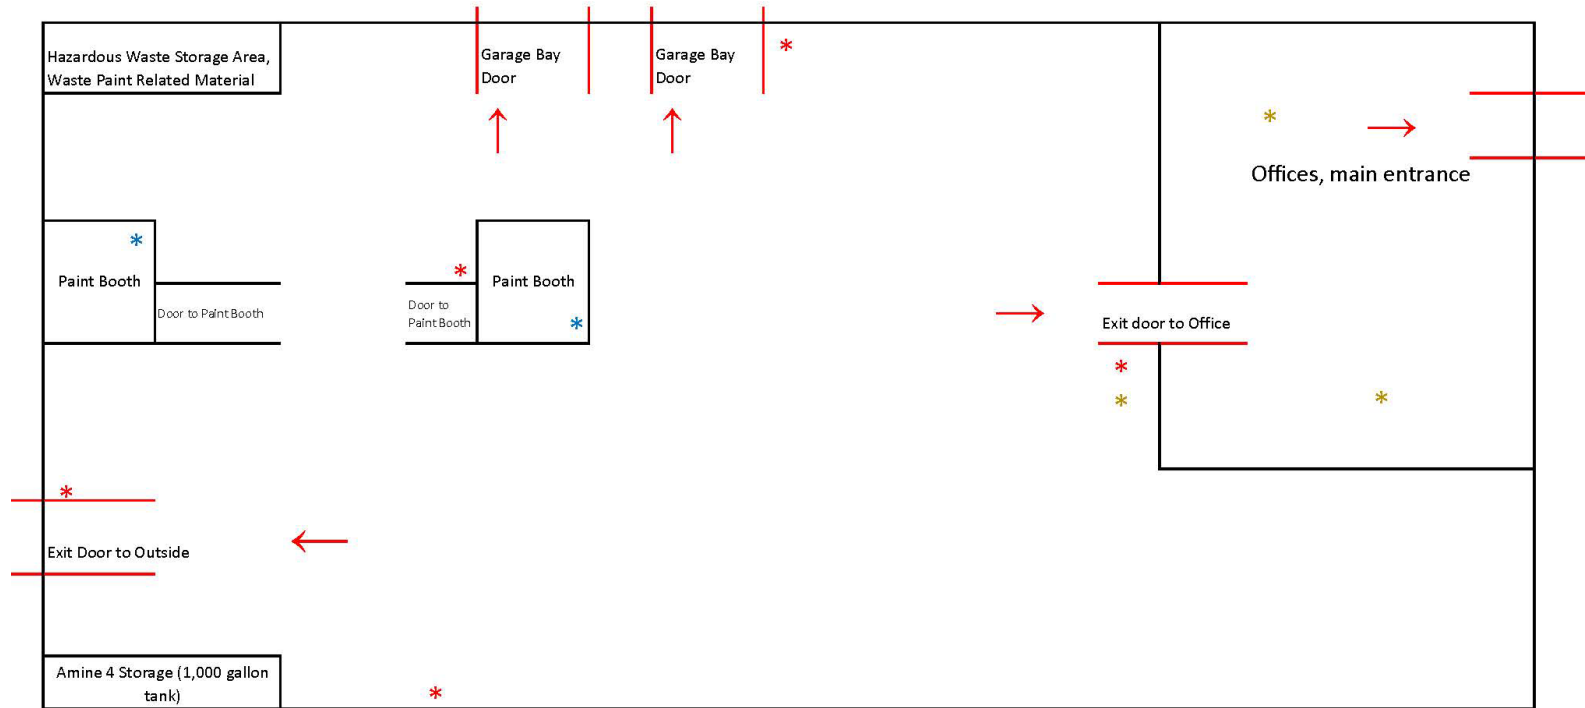 Hazardous Waste Storage Area,
Waste Paint Related Material
Garage Bay
Door
Garage Bay
Door
*
*
Offices, main entrance
*
Paint Booth
Door to Paint Booth
*
Door to
Paint Booth
Paint Booth
*
Exit door to Office
*
*
*
*
Exit Door to Outside
Amine 4 Storage (1,000 gallon
tank)
*